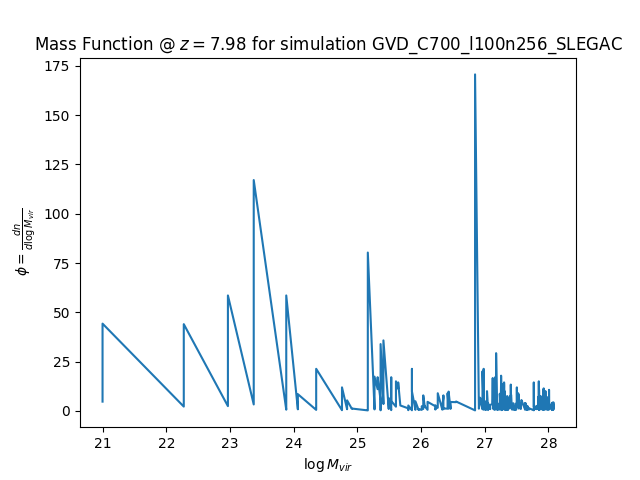 Mass Function @ z = 7.98 for simulation GVD_C700_l100n256_SLEGAC
175
150
125
100
75
50
25
0
ϕ = dn/dlog M_vir
21 22 23 24 25 26 27 28
log M_vir